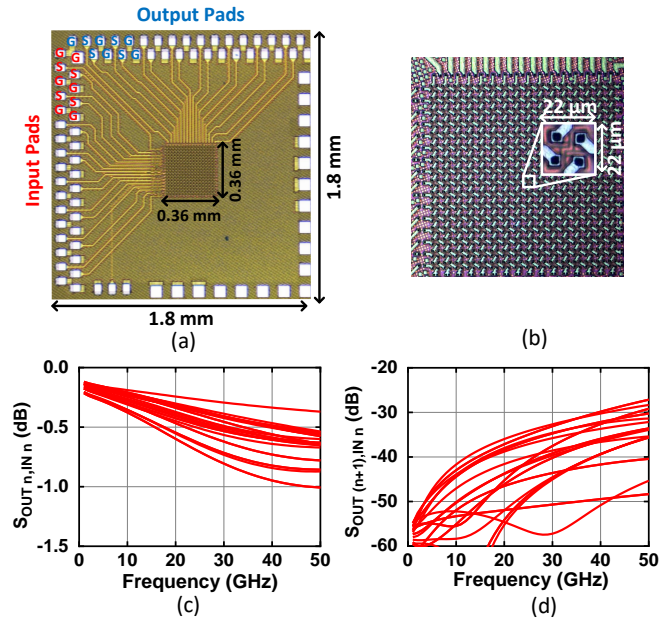 Output Pads
G S G S G
G S G S G
Input Pads
G
S
G
S
G
G
S
G
S
G
0.36 mm
0.36 mm
1.8 mm
1.8 mm
(a)
22 μm
22 μm
(b)
S OUT n,IN n (dB)
0.0
-0.5
-1.0
-1.5
0 10 20 30 40 50
Frequency (GHz)
(c)
S OUT (n+1),IN n (dB)
-20
-30
-40
-50
-60
0 10 20 30 40 50
Frequency (GHz)
(d)